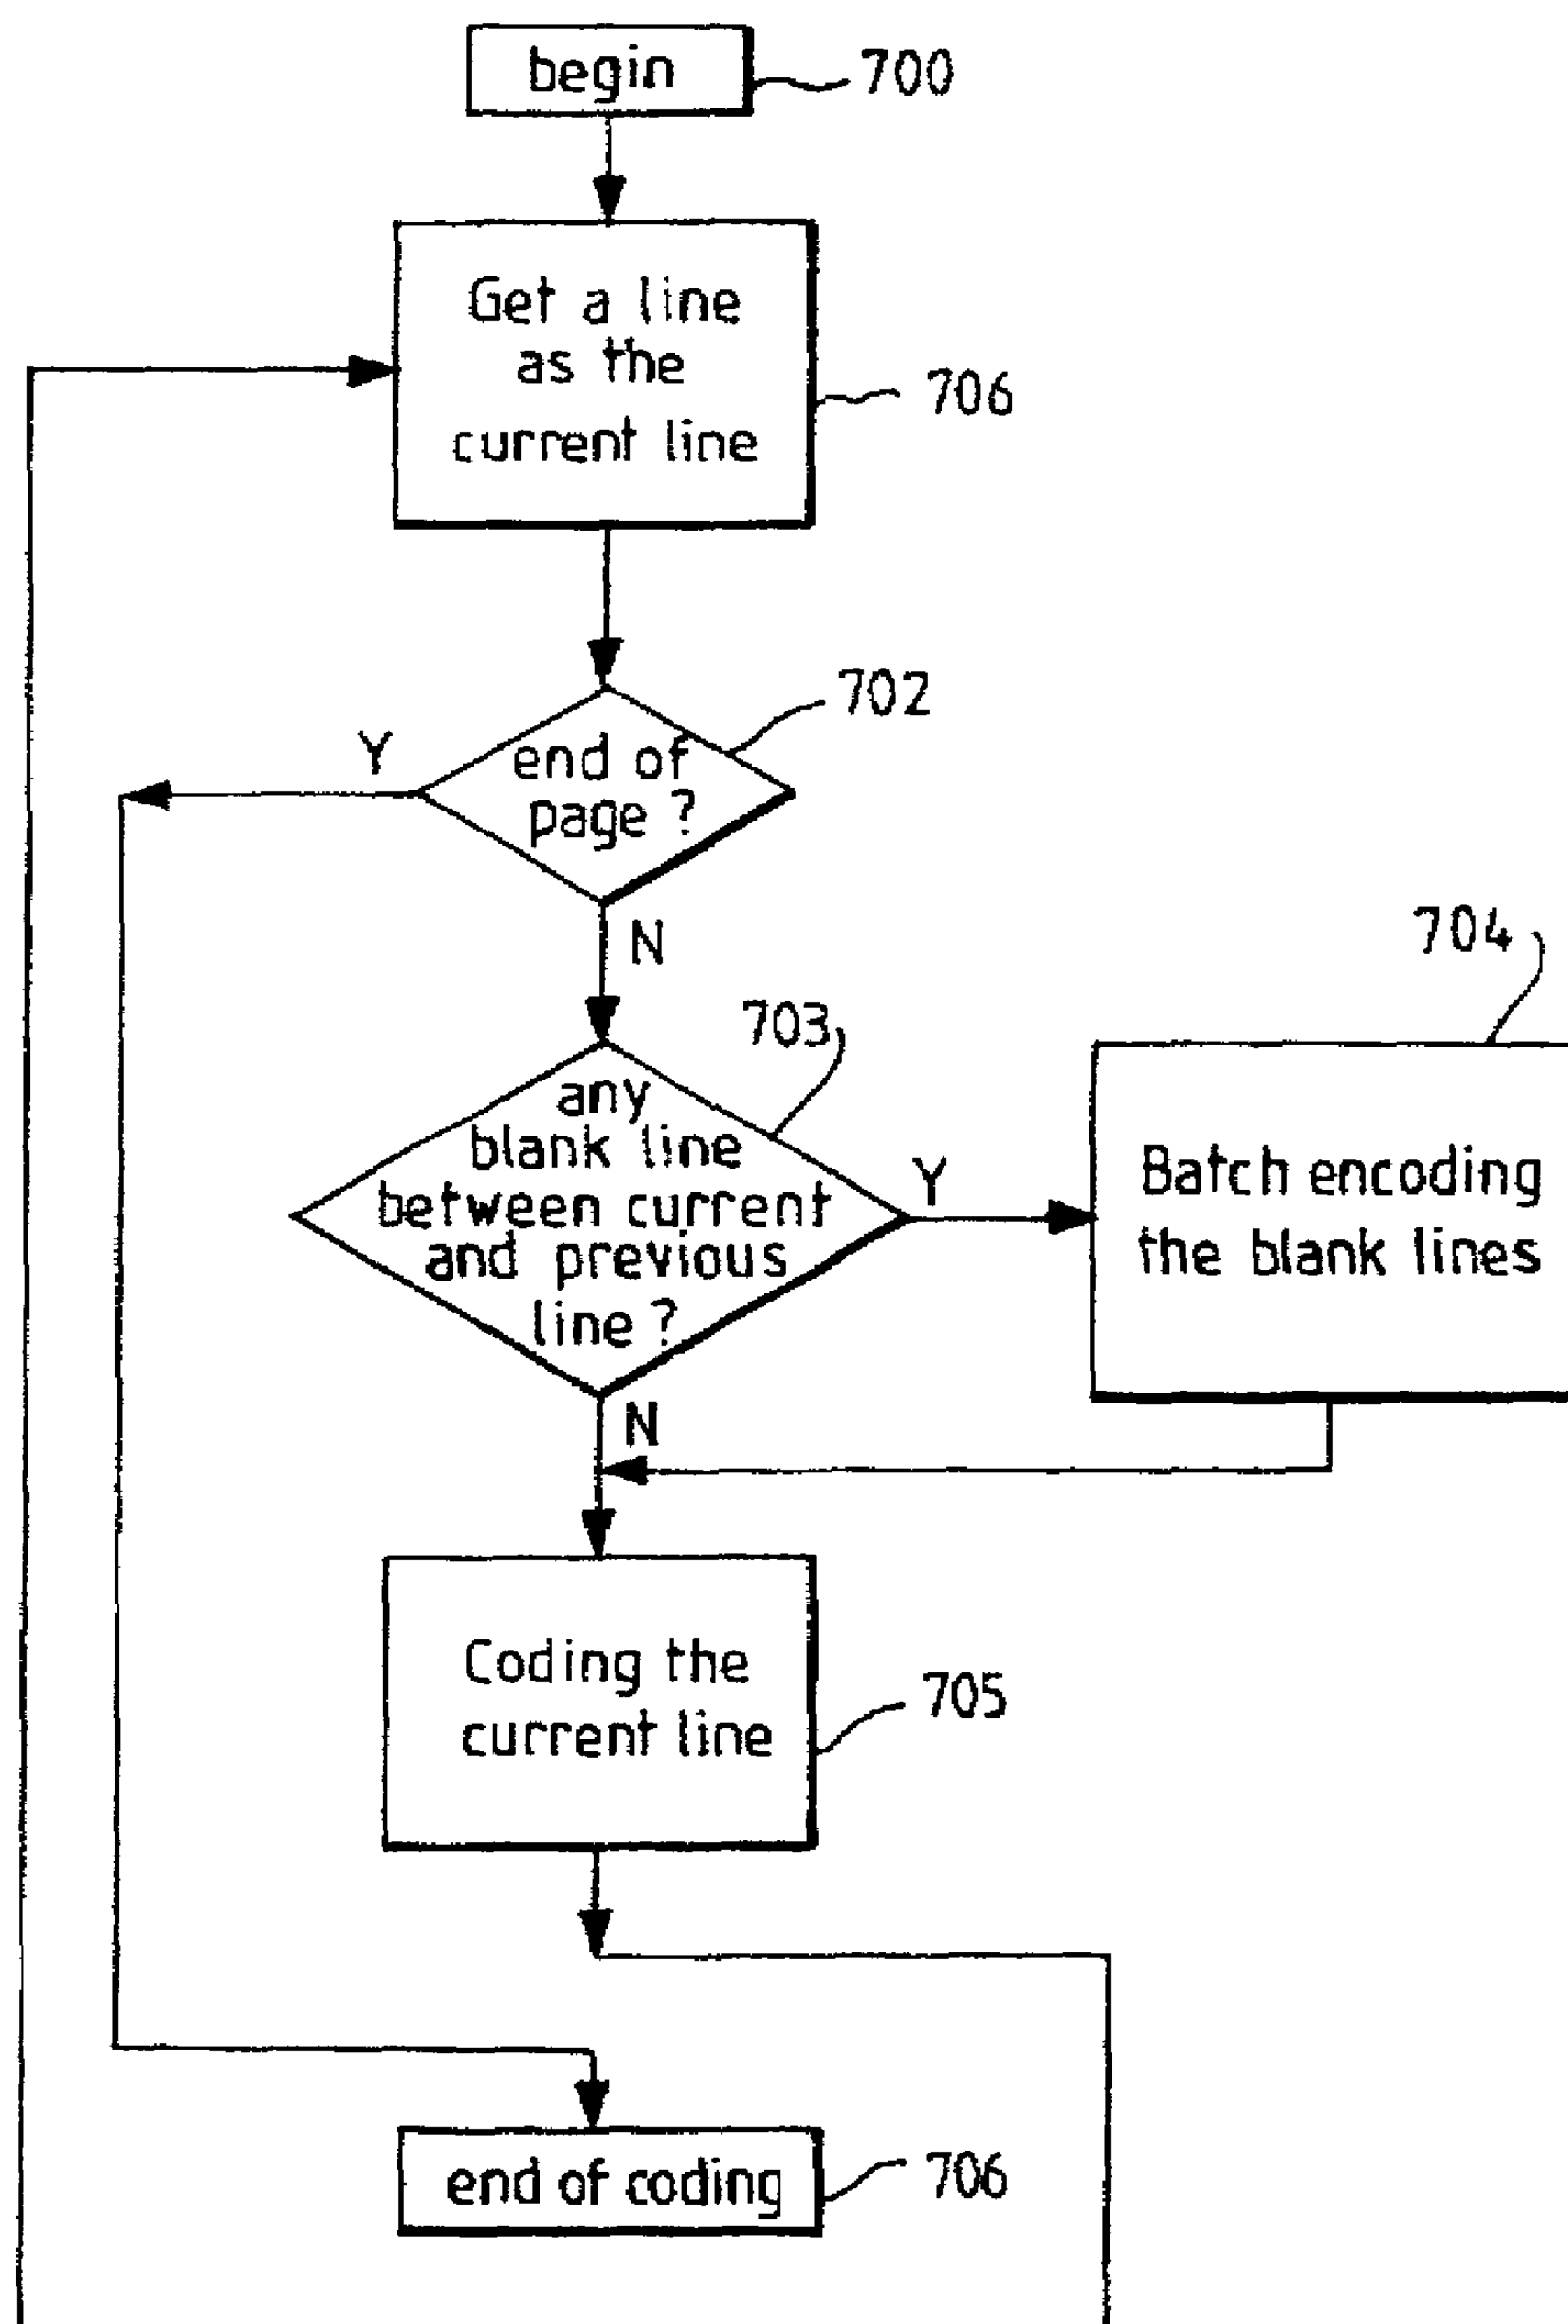 begin
700
Get a line
as the
current line
706
702
Y
end of
page ?
N
704
703
any
blank line
between current
and previous
line ?
Y
Batch encoding
the blank lines
N
Coding the
current line
705
end of coding
706